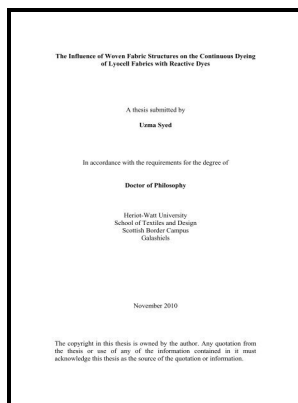 The Influence of Woven Fabric Structures on the Continuous Dyeing
of Lyocell Fabrics with Reactive Dyes
A thesis submitted by
Uzma Syed
In accordance with the requirements for the degree of
Doctor of Philosophy
Heriot-Watt University
School of Textiles and Design
Scottish Border Campus
Galashiels
November 2010
The copyright in this thesis is owned by the author. Any quotation from
the thesis or use of any of the information contained in it must
acknowledge this thesis as the source of the quotation or information.